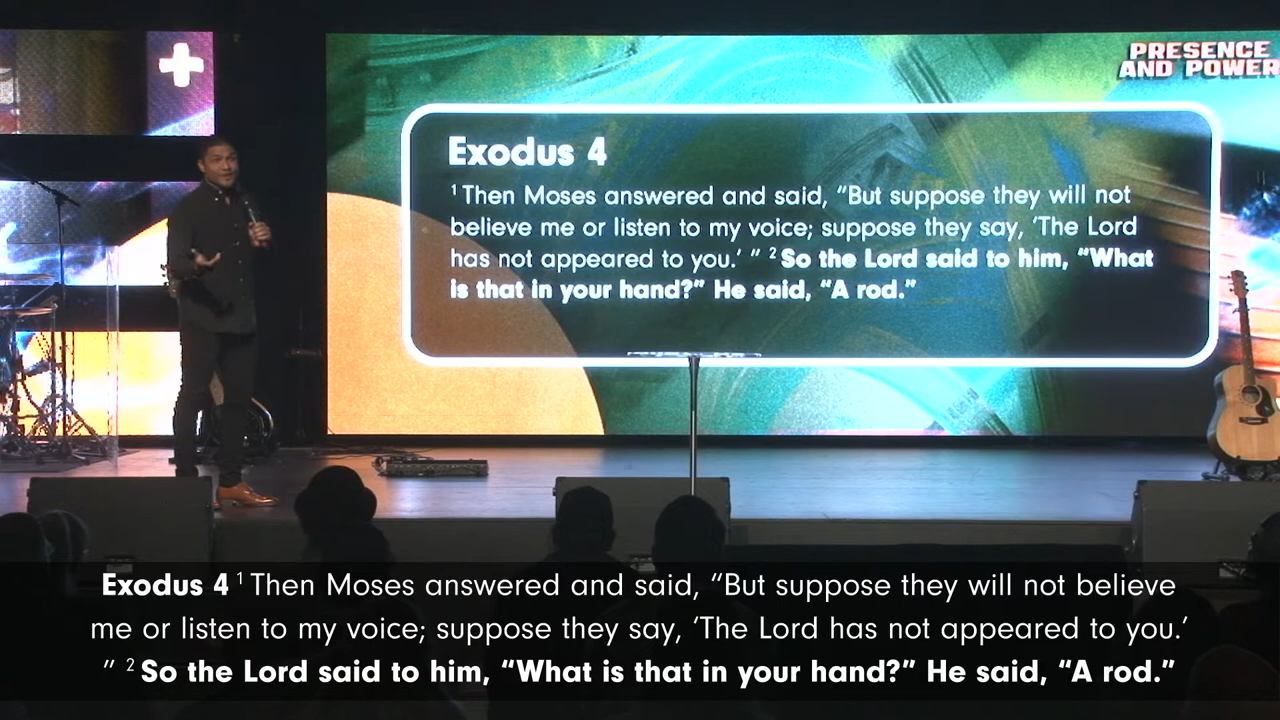 PRESENCE
AND POWER
Exodus 4
¹ Then Moses answered and said, “But suppose they will not
believe me or listen to my voice; suppose they say, ‘The Lord
has not appeared to you.’ ” ² So the Lord said to him, “What
is that in your hand?” He said, “A rod.”
Exodus 4 ¹ Then Moses answered and said, “But suppose they will not believe
me or listen to my voice; suppose they say, ‘The Lord has not appeared to you.’
” ² So the Lord said to him, “What is that in your hand?” He said, “A rod.”